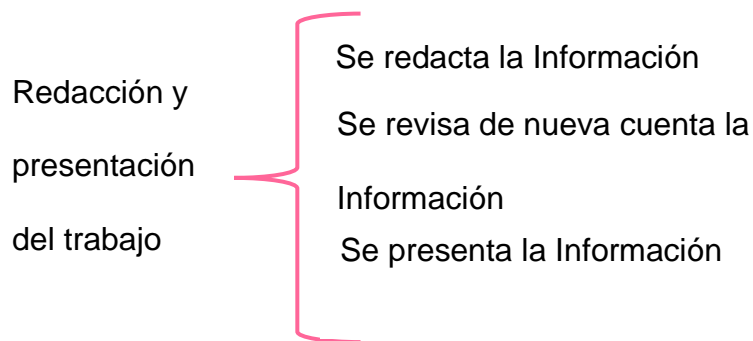 Redacción y
presentación
del trabajo
Se redacta la Información
Se revisa de nueva cuenta la
Información
Se presenta la Información